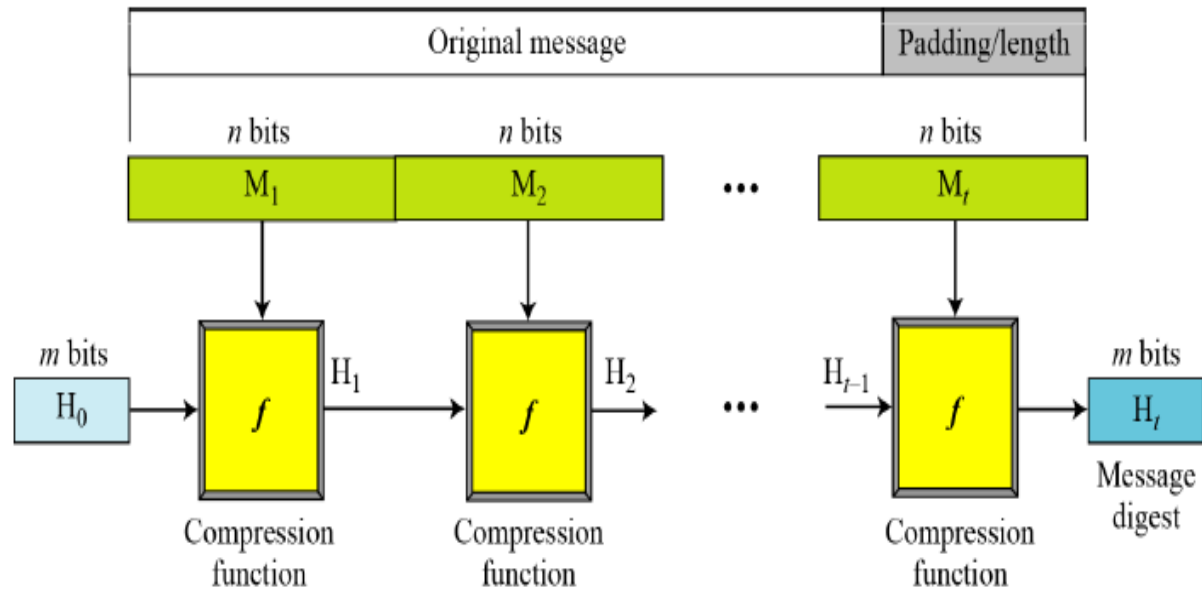 Original message Padding/length
n bits n bits n bits
M₁ M₂ ••• Mₜ
m bits H₁ H₂ Hₜ₋₁ m bits
H₀ f f ••• f Hₜ
Compression function Compression function Compression function Message digest